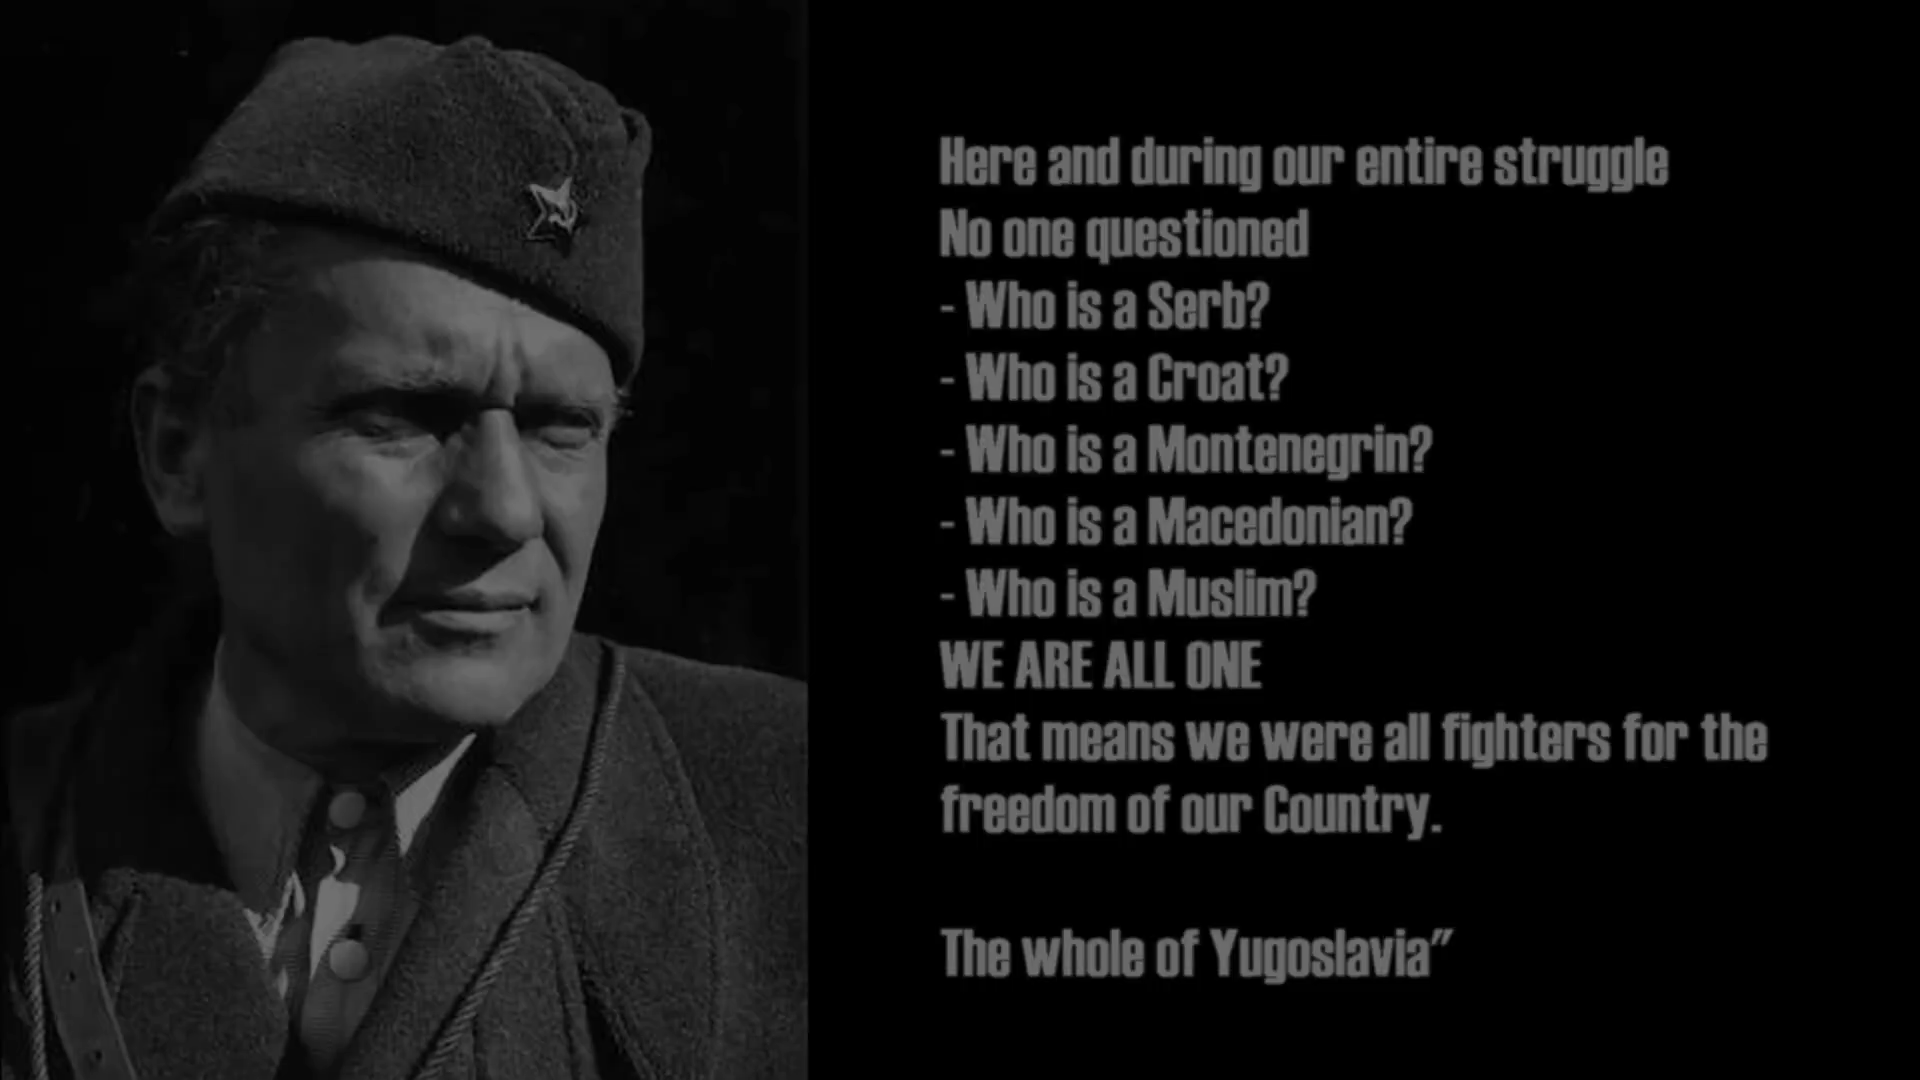 Here and during our entire struggle
No one questioned
- Who is a Serb?
- Who is a Croat?
- Who is a Montenegrin?
- Who is a Macedonian?
- Who is a Muslim?
WE ARE ALL ONE
That means we were all fighters for the
freedom of our Country.
The whole of Yugoslavia"